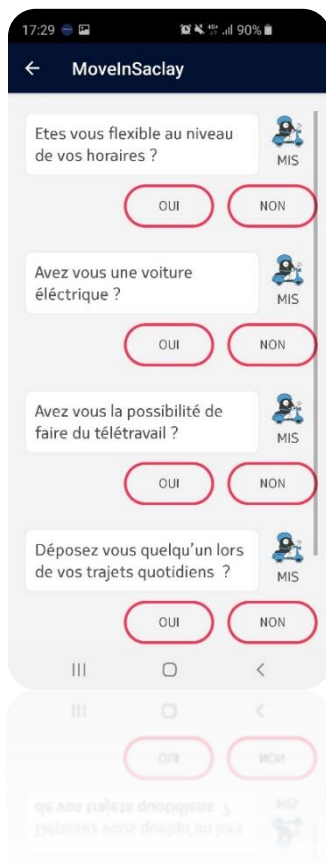 17:29 4G+ 90%
← MoveInSaclay
Etes vous flexible au niveau
de vos horaires ?
MIS
OUI NON
Avez vous une voiture
éléctrique ?
MIS
OUI NON
Avez vous la possibilité de
faire du télétravail ?
MIS
OUI NON
Déposez vous quelqu'un lors
de vos trajets quotidiens ?
MIS
OUI NON